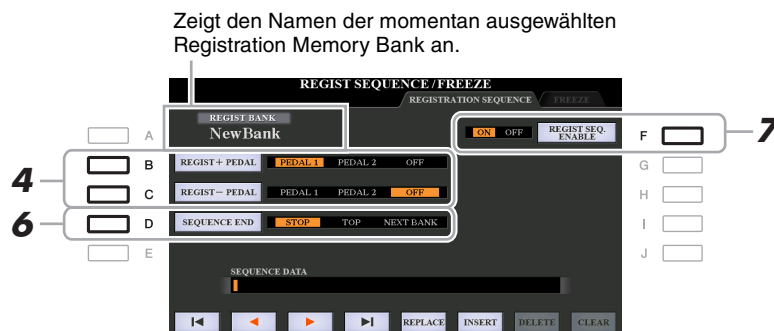 Zeigt den Namen der momentan ausgewählten
Registration Memory Bank an.
REGIST SEQUENCE/FREEZE
REGISTRATION SEQUENCE FREEZE
REGIST BANK
NewBank
ON OFF REGIST SEQ. ENABLE
A F 7
4
B REGIST+ PEDAL PEDAL 1 PEDAL 2 OFF G
C REGIST− PEDAL PEDAL 1 PEDAL 2 OFF H
6 D SEQUENCE END STOP TOP NEXT BANK I
E J
SEQUENCE DATA
REPLACE INSERT DELETE CLEAR